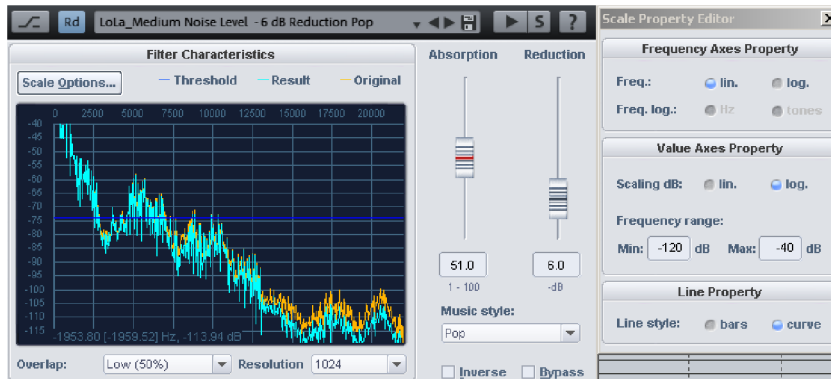 Rd LoLa_Medium Noise Level -6 dB Reduction Pop S ?
Filter Characteristics
Scale Options... Threshold Result Original
0 2500 5000 7500 10000 12500 15000 17500 20000
-40
-45
-50
-55
-60
-65
-70
-75
-80
-85
-90
-95
-100
-105
-110
-115
-1953.80 [-1959.52] Hz, -113.94 dB
Overlap: Low (50%) Resolution 1024
Absorption Reduction
51.0 6.0
1 - 100 -dB
Music style:
Pop
Inverse Bypass
Scale Property Editor
Frequency Axes Property
Freq.: lin. log.
Freq. log.: Hz tones
Value Axes Property
Scaling dB: lin. log.
Frequency range:
Min: -120 dB Max: -40 dB
Line Property
Line style: bars curve